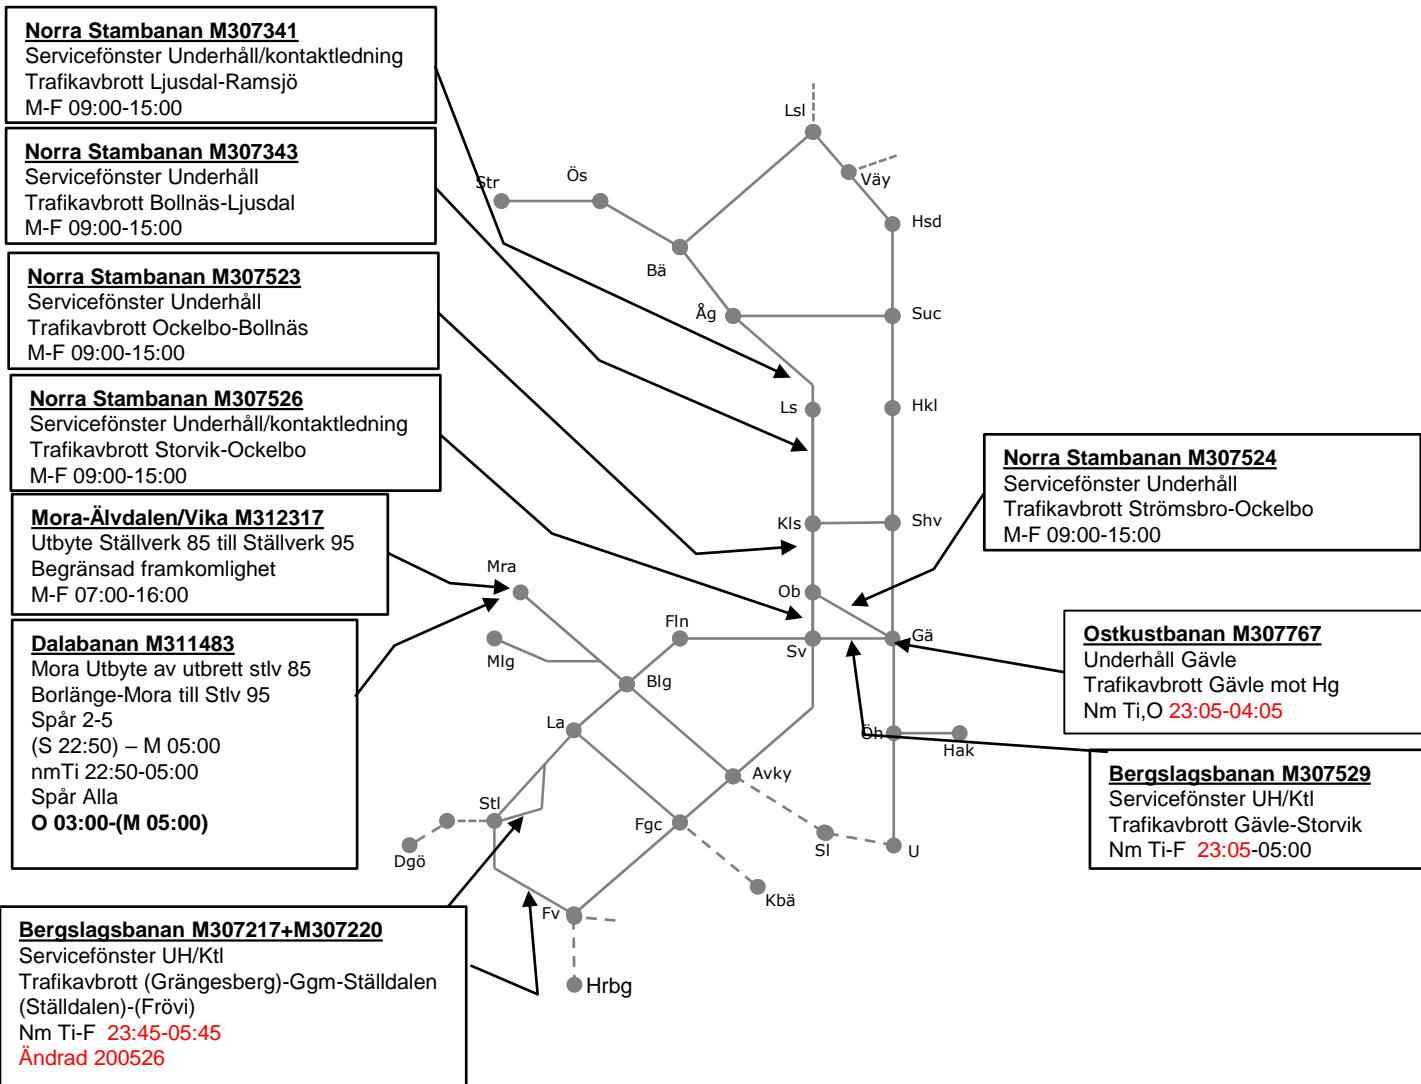 Norra Stambanan M307341
Servicefönster Underhåll/kontaktledning
Trafikavbrott Ljusdal-Ramsjö
M-F 09:00-15:00
Norra Stambanan M307343
Servicefönster Underhåll
Trafikavbrott Bollnäs-Ljusdal
M-F 09:00-15:00
Norra Stambanan M307523
Servicefönster Underhåll
Trafikavbrott Ockelbo-Bollnäs
M-F 09:00-15:00
Norra Stambanan M307526
Servicefönster Underhåll/kontaktledning
Trafikavbrott Storvik-Ockelbo
M-F 09:00-15:00
Mora-Älvdalen/Vika M312317
Utbyte Ställverk 85 till Ställverk 95
Begränsad framkomlighet
M-F 07:00-16:00
Dalabanan M311483
Mora Utbyte av utbrett stlv 85
Borlänge-Mora till Stlv 95
Spår 2-5
(S 22:50) – M 05:00
nmTi 22:50-05:00
Spår Alla
O 03:00-(M 05:00)
Bergslagsbanan M307217+M307220
Servicefönster UH/Ktl
Trafikavbrott (Grängesberg)-Ggm-Ställdalen
(Ställdalen)-(Frövi)
Nm Ti-F 23:45-05:45
Ändrad 200526
Lsl
Väy
Str
Ös
Hsd
Bä
Åg
Suc
Ls
Hkl
Kls
Shv
Mra
Ob
Fln
Gä
Mlg
Sv
Blg
La
Öh
Hak
Avky
Stl
Fgc
Dgö
Sl
U
Kbä
Fv
Hrbg
Norra Stambanan M307524
Servicefönster Underhåll
Trafikavbrott Strömsbro-Ockelbo
M-F 09:00-15:00
Ostkustbanan M307767
Underhåll Gävle
Trafikavbrott Gävle mot Hg
Nm Ti,O 23:05-04:05
Bergslagsbanan M307529
Servicefönster UH/Ktl
Trafikavbrott Gävle-Storvik
Nm Ti-F 23:05-05:00